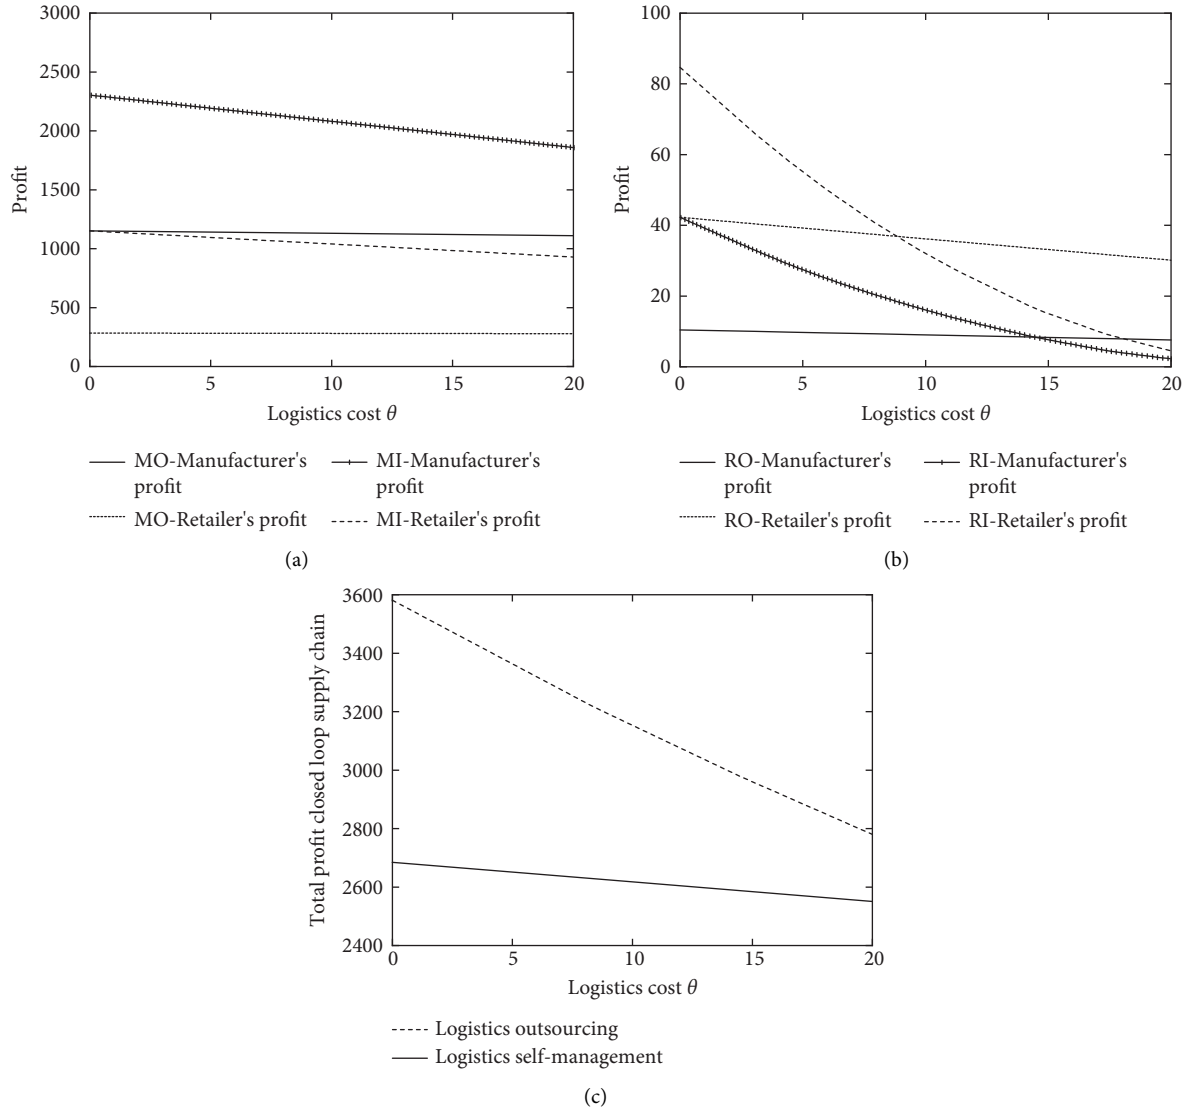 3000
2500
2000
1500
1000
500
0
Profit
0 5 10 15 20
Logistics cost θ
MO-Manufacturer's profit
MI-Manufacturer's profit
MO-Retailer's profit
MI-Retailer's profit
(a)
100
80
60
40
20
0
Profit
0 5 10 15 20
Logistics cost θ
RO-Manufacturer's profit
RI-Manufacturer's profit
RO-Retailer's profit
RI-Retailer's profit
(b)
3600
3400
3200
3000
2800
2600
2400
Total profit closed loop supply chain
0 5 10 15 20
Logistics cost θ
Logistics outsourcing
Logistics self-management
(c)